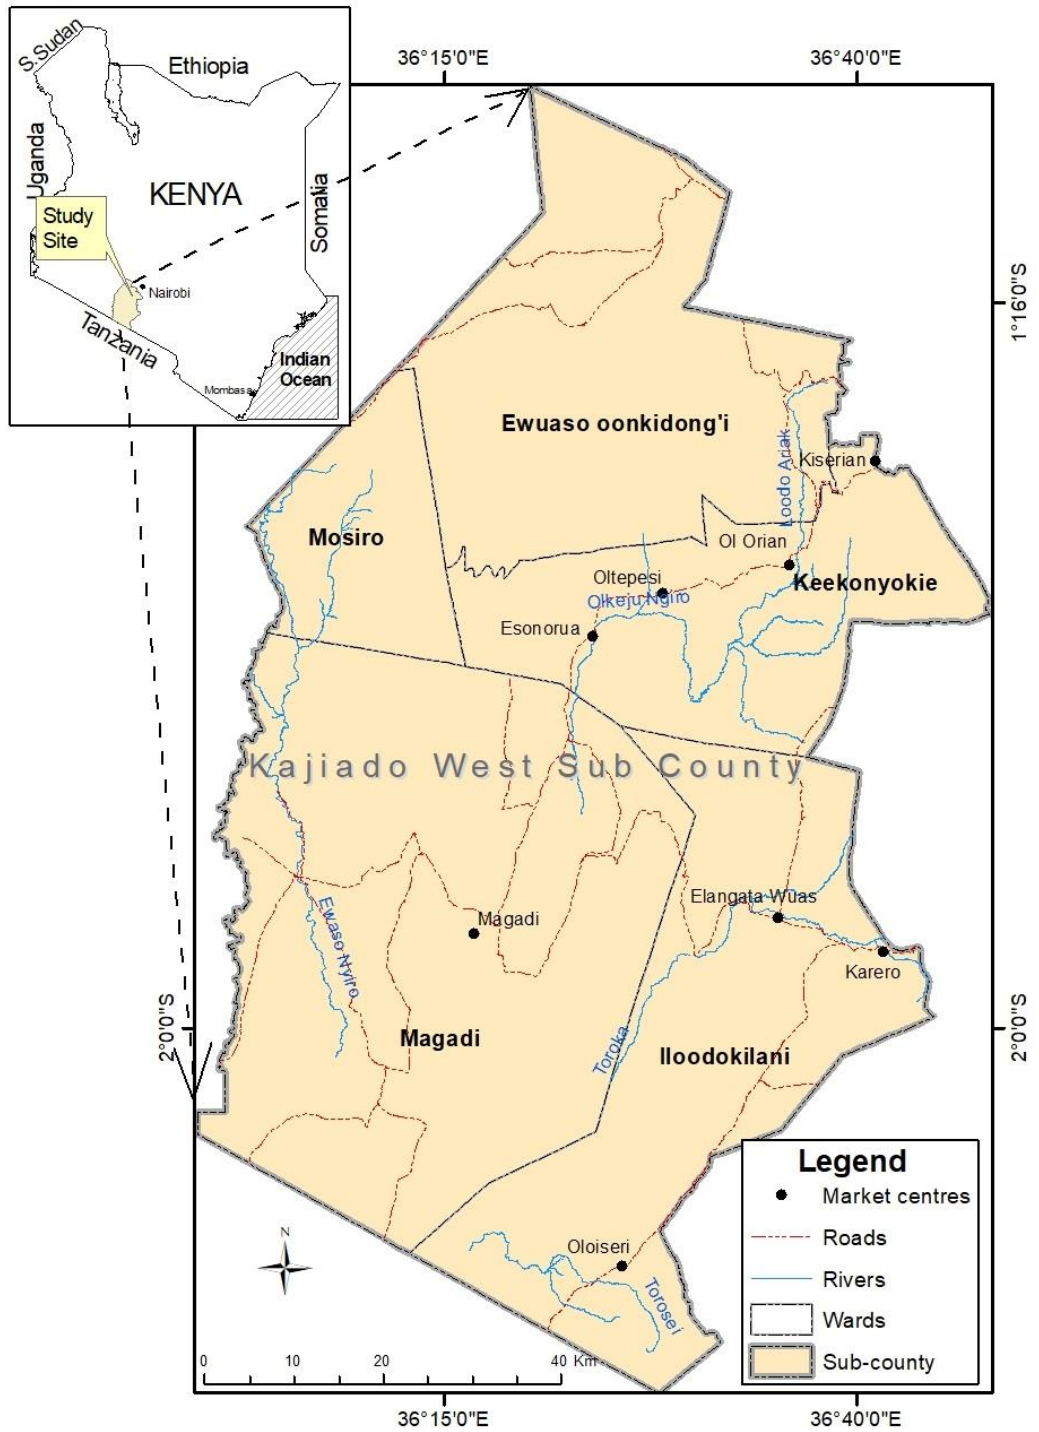 S.Sudan
Ethiopia
Uganda
KENYA
Somalia
Study
Site
Nairobi
Tanzania
Indian
Ocean
Mombasa
36°15'0"E
36°40'0"E
1°16'0"S
Ewuaso oonkidong'i
Loodo Ariak
Kiserian
Mosiro
Ol Orian
Oltepesi
Keekonyokie
Olkeju Ngiro
Esonorua
Kajiado West Sub County
Elangata Wuas
Magadi
Ewaso Nyiro
Karero
2°0'0"S
2°0'0"S
Magadi
Toroka
Iloodokilani
Legend
Market centres
Roads
Rivers
Wards
Sub-county
N
Oloiseri
Torosei
0 10 20 40 Km
36°15'0"E
36°40'0"E